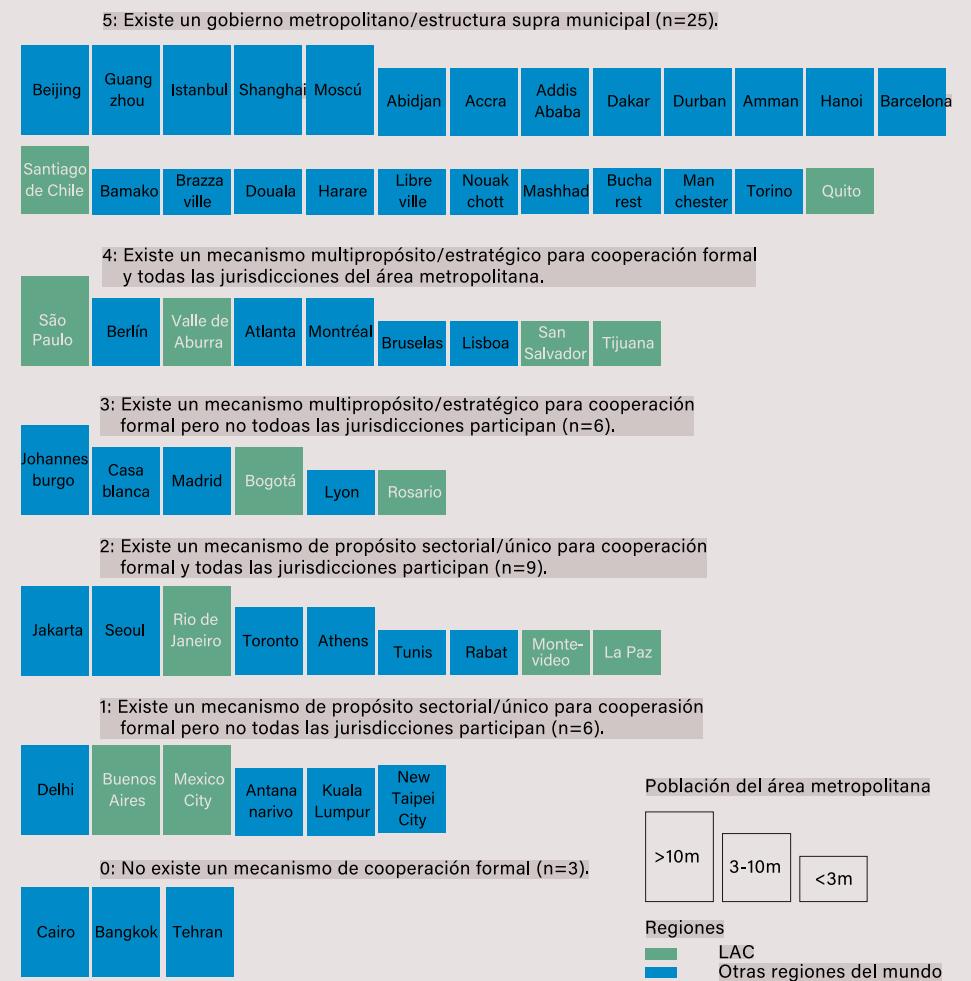 5: Existe un gobierno metropolitano/estructura supra municipal (n=25).
Beijing
Guang
zhou
Istanbul
Shanghai
Moscú
Abidjan
Accra
Addis
Ababa
Dakar
Durban
Amman
Hanoi
Barcelona
Santiago
de Chile
Bamako
Brazza
ville
Douala
Harare
Libre
ville
Nouak
chott
Mashhad
Bucha
rest
Man
chester
Torino
Quito
4: Existe un mecanismo multipropósito/estratégico para cooperación formal
y todas las jurisdicciones del área metropolitana.
São
Paulo
Berlín
Valle de
Aburra
Atlanta
Montréal
Bruselas
Lisboa
San
Salvador
Tijuana
3: Existe un mecanismo multipropósito/estratégico para cooperación
formal pero no todoas las jurisdicciones participan (n=6).
Johannes
burgo
Casa
blanca
Madrid
Bogotá
Lyon
Rosario
2: Existe un mecanismo de propósito sectorial/único para cooperación
formal y todas las jurisdicciones participan (n=9).
Jakarta
Seoul
Rio de
Janeiro
Toronto
Athens
Tunis
Rabat
Monte-
video
La Paz
1: Existe un mecanismo de propósito sectorial/único para cooperasión
formal pero no todas las jurisdicciones participan (n=6).
Delhi
Buenos
Aires
Mexico
City
Antana
narivo
Kuala
Lumpur
New
Taipei
City
0: No existe un mecanismo de cooperación formal (n=3).
Cairo
Bangkok
Tehran
Población del área metropolitana
>10m
3-10m
<3m
Regiones
LAC
Otras regiones del mundo